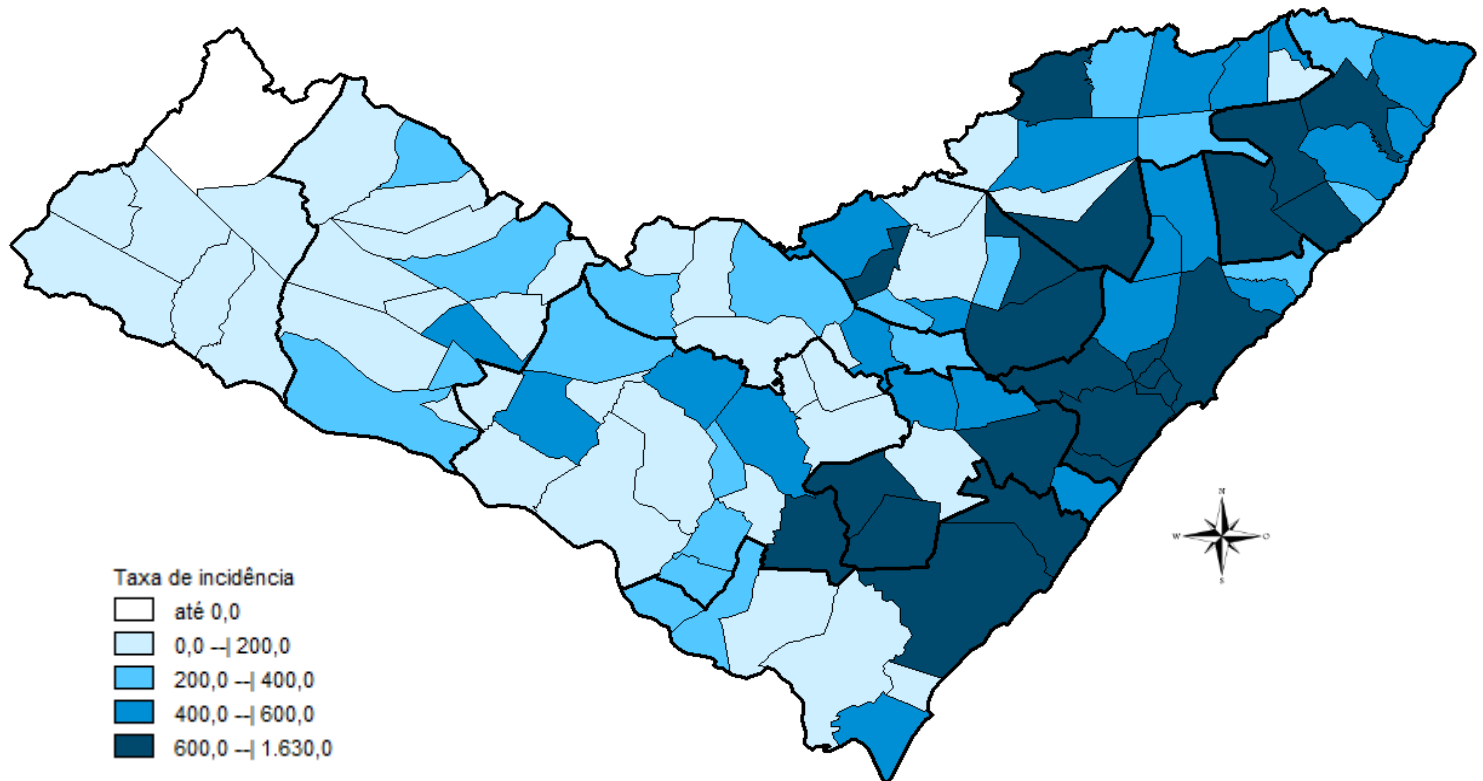 N
W O
S
Taxa de incidência
até 0,0
0,0 --| 200,0
200,0 --| 400,0
400,0 --| 600,0
600,0 --| 1.630,0